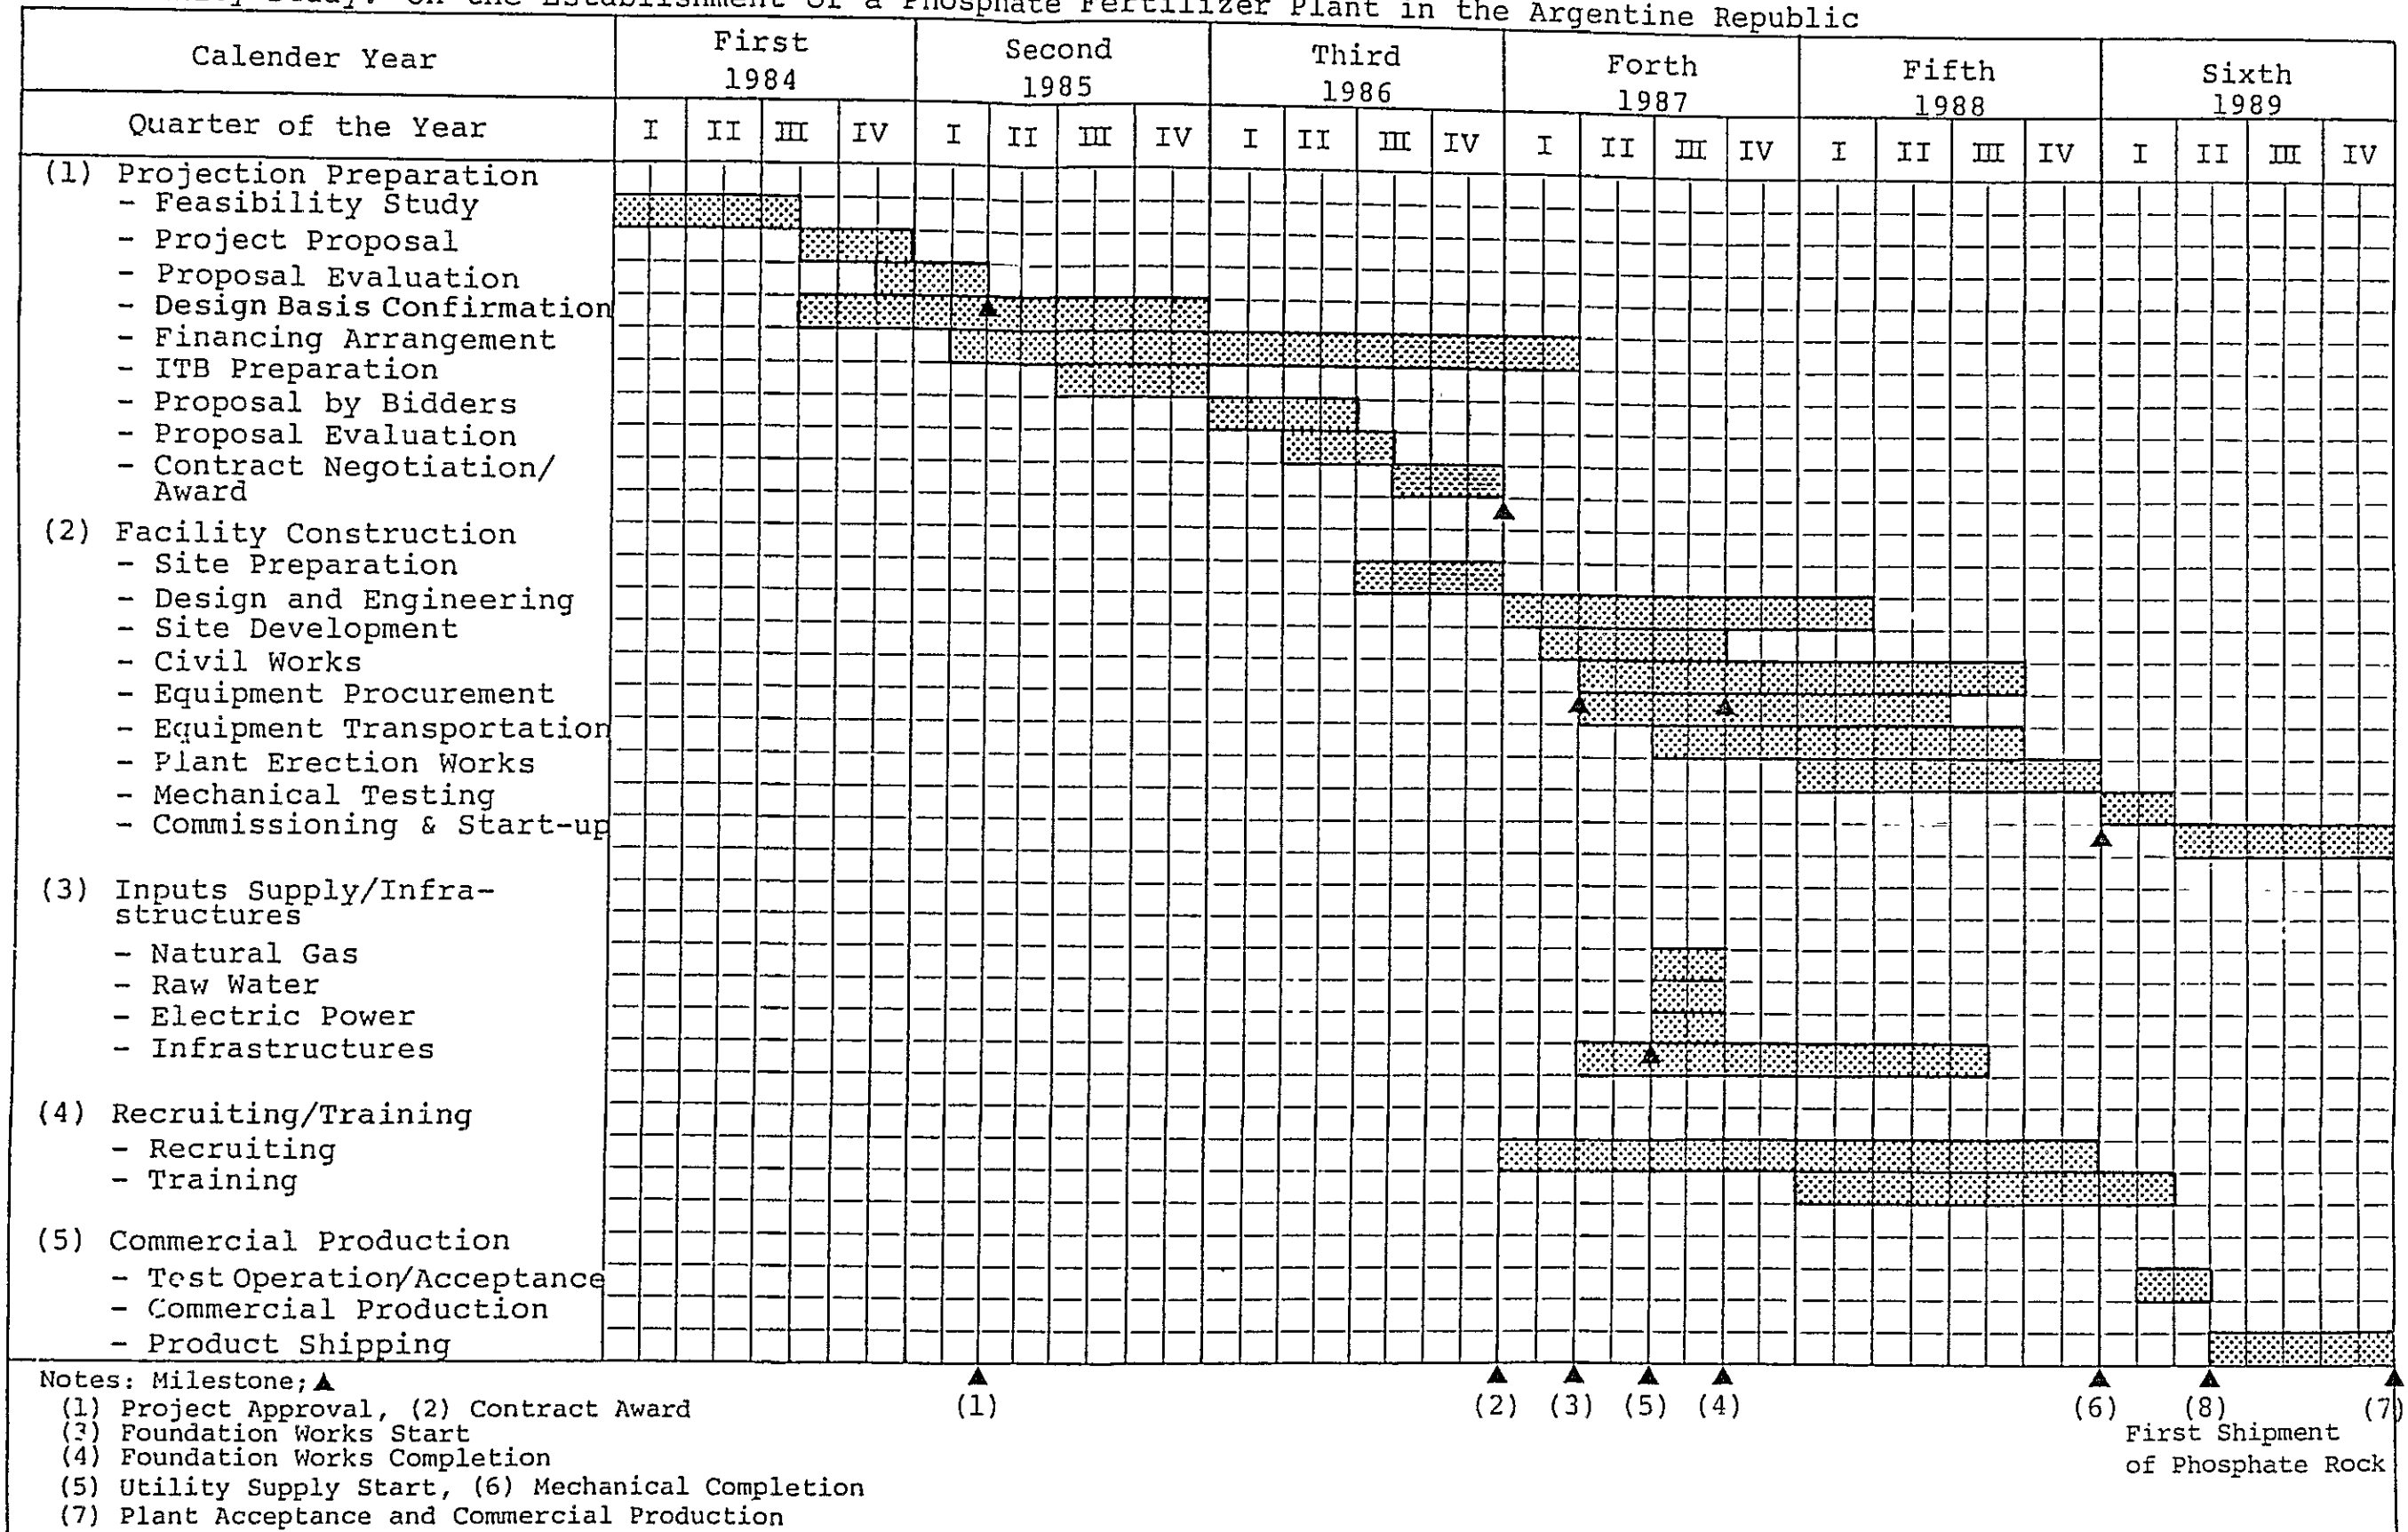 Study: On the Establishment of a Phosphate Fertilizer Plant in the Argentine Republic
Calender Year First Second Third Forth Fifth Sixth
1984 1985 1986 1987 1988 1989
Quarter of the Year I II III IV I II III IV I II III IV I II III IV I II III IV I II III IV
(1) Projection Preparation
- Feasibility Study
- Project Proposal
- Proposal Evaluation
- Design Basis Confirmation
- Financing Arrangement
- ITB Preparation
- Proposal by Bidders
- Proposal Evaluation
- Contract Negotiation/
Award
(2) Facility Construction
- Site Preparation
- Design and Engineering
- Site Development
- Civil Works
- Equipment Procurement
- Equipment Transportation
- Plant Erection Works
- Mechanical Testing
- Commissioning & Start-up
(3) Inputs Supply/Infra-
structures
- Natural Gas
- Raw Water
- Electric Power
- Infrastructures
(4) Recruiting/Training
- Recruiting
- Training
(5) Commercial Production
- Test Operation/Acceptance
- Commercial Production
- Product Shipping
Notes: Milestone; ▲
(1) (2) (3) (5) (4) (6) (8) (7)
First Shipment
of Phosphate Rock
(1) Project Approval, (2) Contract Award
(3) Foundation Works Start
(4) Foundation Works Completion
(5) Utility Supply Start, (6) Mechanical Completion
(7) Plant Acceptance and Commercial Production